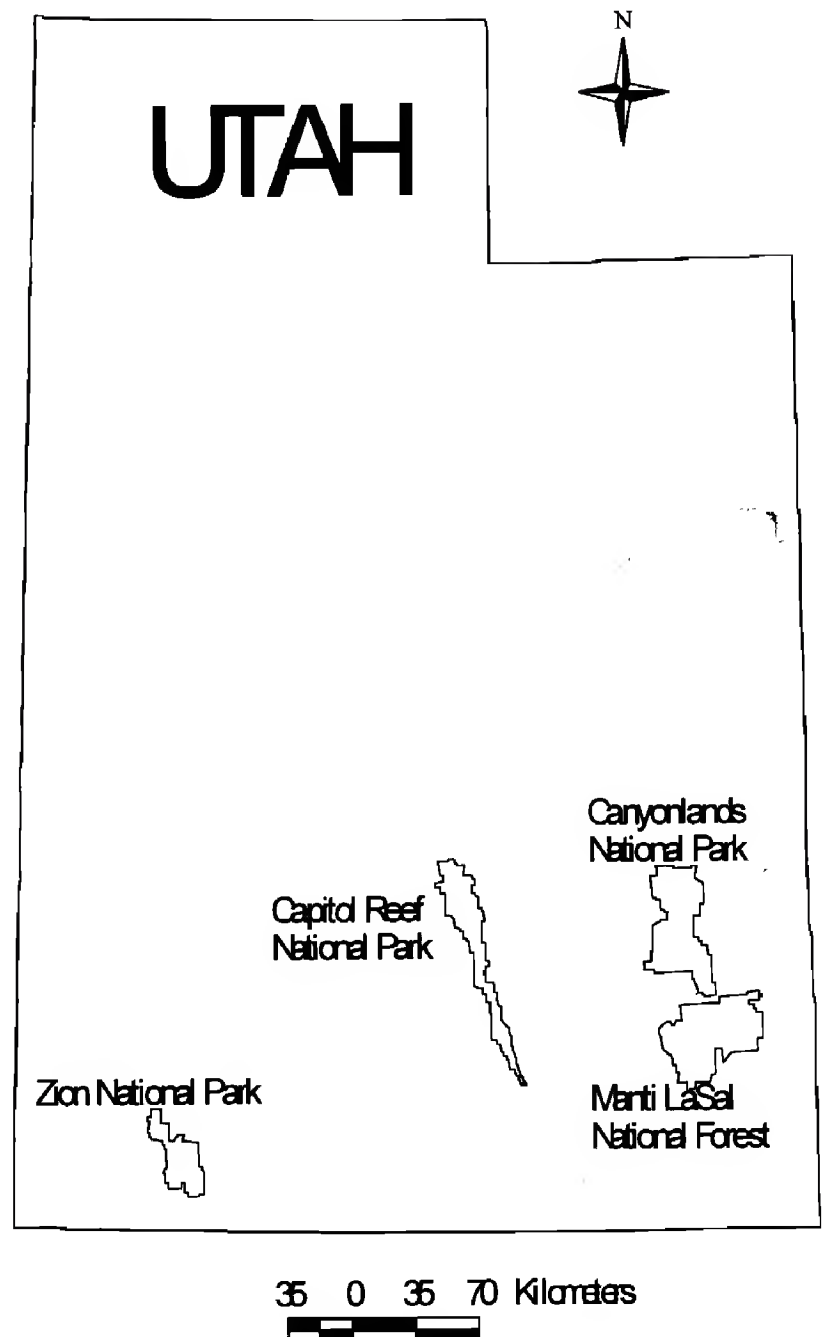 N
UTAH
Canyonlands
National Park
Capitol Reef
National Park
Zion National Park
Manti LaSal
National Forest
35 0 35 70 Kilometers